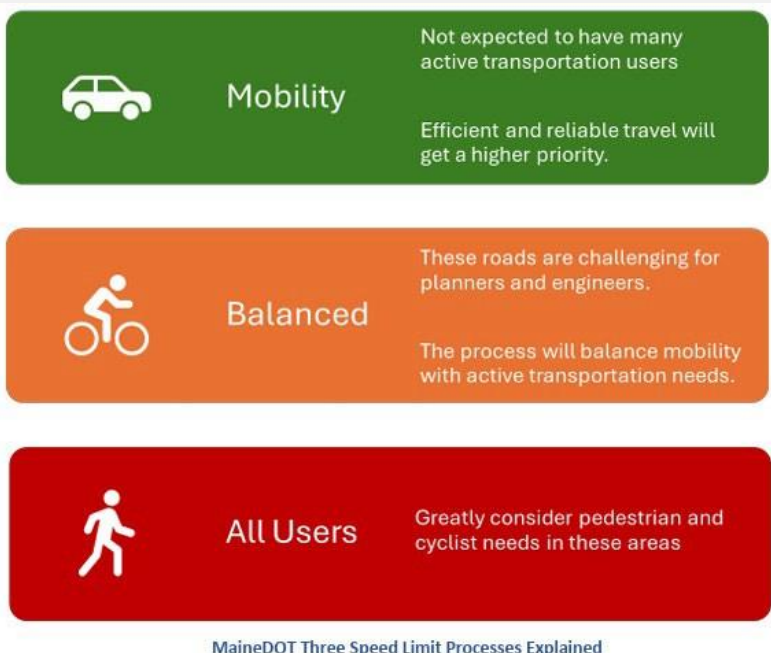 Mobility
Not expected to have many
active transportation users
Efficient and reliable travel will
get a higher priority.
Balanced
These roads are challenging for
planners and engineers.
The process will balance mobility
with active transportation needs.
All Users
Greatly consider pedestrian and
cyclist needs in these areas
MaineDOT Three Speed Limit Processes Explained